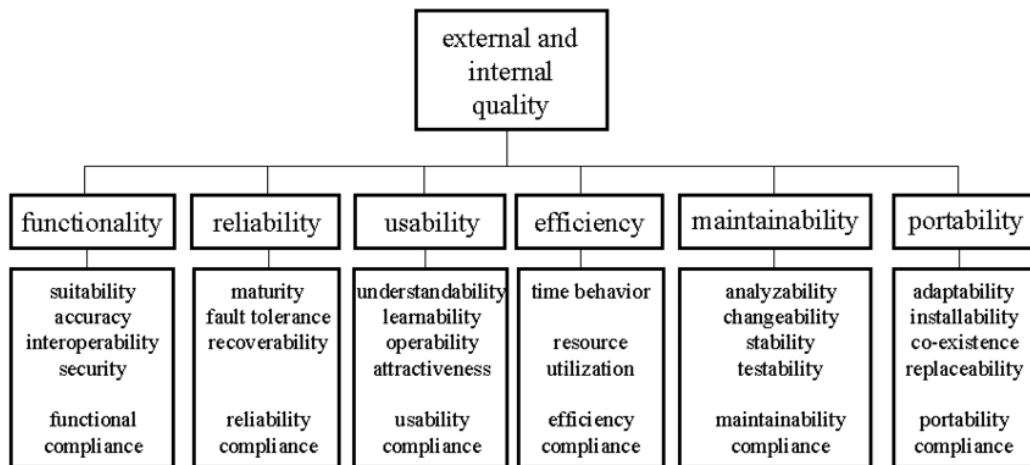 external and
internal
quality
functionality
reliability
usability
efficiency
maintainability
portability
suitability
accuracy
interoperability
security
functional
compliance
maturity
fault tolerance
recoverability
reliability
compliance
understandability
learnability
operability
attractiveness
usability
compliance
time behavior
resource
utilization
efficiency
compliance
analyzability
changeability
stability
testability
maintainability
compliance
adaptability
installability
co-existence
replaceability
portability
compliance